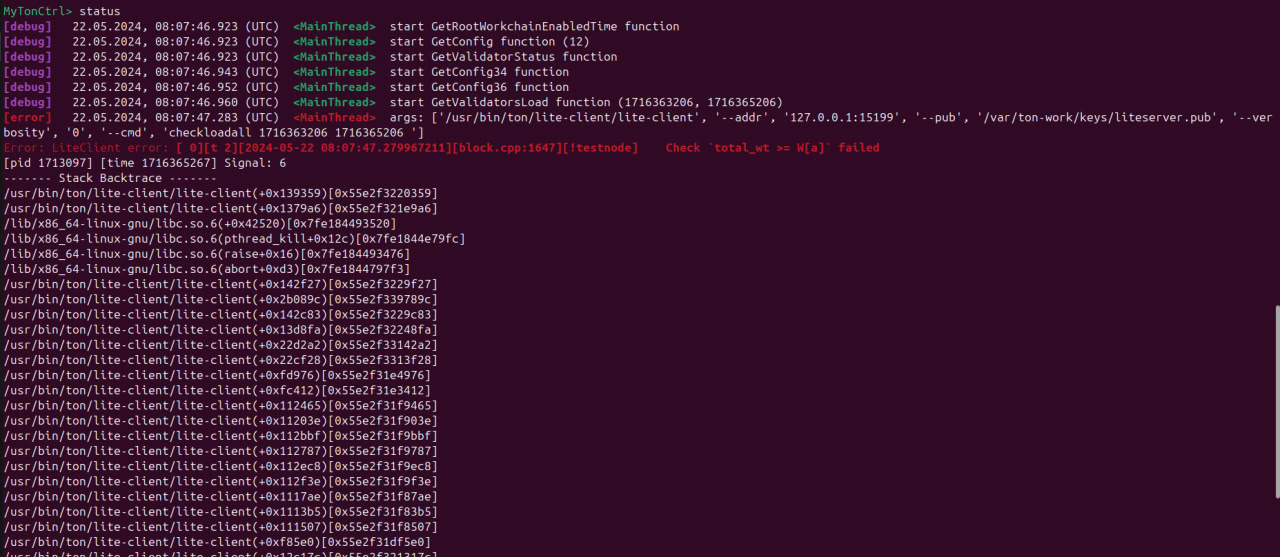 MyTonCtrl> status
[debug] 22.05.2024, 08:07:46.923 (UTC) <MainThread> start GetRootWorkchainEnabledTime function
[debug] 22.05.2024, 08:07:46.923 (UTC) <MainThread> start GetConfig function (12)
[debug] 22.05.2024, 08:07:46.923 (UTC) <MainThread> start GetValidatorStatus function
[debug] 22.05.2024, 08:07:46.943 (UTC) <MainThread> start GetConfig34 function
[debug] 22.05.2024, 08:07:46.952 (UTC) <MainThread> start GetConfig36 function
[debug] 22.05.2024, 08:07:46.960 (UTC) <MainThread> start GetValidatorsLoad function (1716363206, 1716365206)
[error] 22.05.2024, 08:07:47.283 (UTC) <MainThread> args: ['/usr/bin/ton/lite-client/lite-client', '--addr', '127.0.0.1:15199', '--pub', '/var/ton-work/keys/liteserver.pub', '--ver
bosity', '0', '--cmd', 'checkloadall 1716363206 1716365206 ']
Error: LiteClient error: [ 0][t 2][2024-05-22 08:07:47.279967211][block.cpp:1647][!testnode] Check `total_wt >= W[a]` failed
[pid 1713097] [time 1716365267] Signal: 6
------- Stack Backtrace -------
/usr/bin/ton/lite-client/lite-client(+0x139359)[0x55e2f3220359]
/usr/bin/ton/lite-client/lite-client(+0x1379a6)[0x55e2f321e9a6]
/lib/x86_64-linux-gnu/libc.so.6(+0x42520)[0x7fe184493520]
/lib/x86_64-linux-gnu/libc.so.6(pthread_kill+0x12c)[0x7fe1844e79fc]
/lib/x86_64-linux-gnu/libc.so.6(raise+0x16)[0x7fe184493476]
/lib/x86_64-linux-gnu/libc.so.6(abort+0xd3)[0x7fe1844797f3]
/usr/bin/ton/lite-client/lite-client(+0x142f27)[0x55e2f3229f27]
/usr/bin/ton/lite-client/lite-client(+0x2b089c)[0x55e2f339789c]
/usr/bin/ton/lite-client/lite-client(+0x142c83)[0x55e2f3229c83]
/usr/bin/ton/lite-client/lite-client(+0x13d8fa)[0x55e2f32248fa]
/usr/bin/ton/lite-client/lite-client(+0x22d2a2)[0x55e2f33142a2]
/usr/bin/ton/lite-client/lite-client(+0x22cf28)[0x55e2f3313f28]
/usr/bin/ton/lite-client/lite-client(+0xfd976)[0x55e2f31e4976]
/usr/bin/ton/lite-client/lite-client(+0xfc412)[0x55e2f31e3412]
/usr/bin/ton/lite-client/lite-client(+0x112465)[0x55e2f31f9465]
/usr/bin/ton/lite-client/lite-client(+0x11203e)[0x55e2f31f903e]
/usr/bin/ton/lite-client/lite-client(+0x112bbf)[0x55e2f31f9bbf]
/usr/bin/ton/lite-client/lite-client(+0x112787)[0x55e2f31f9787]
/usr/bin/ton/lite-client/lite-client(+0x112ec8)[0x55e2f31f9ec8]
/usr/bin/ton/lite-client/lite-client(+0x112f3e)[0x55e2f31f9f3e]
/usr/bin/ton/lite-client/lite-client(+0x1117ae)[0x55e2f31f87ae]
/usr/bin/ton/lite-client/lite-client(+0x1113b5)[0x55e2f31f83b5]
/usr/bin/ton/lite-client/lite-client(+0x111507)[0x55e2f31f8507]
/usr/bin/ton/lite-client/lite-client(+0xf85e0)[0x55e2f31df5e0]
/usr/bin/ton/lite-client/lite-client(+0x12c17c)[0x55e2f321317c]